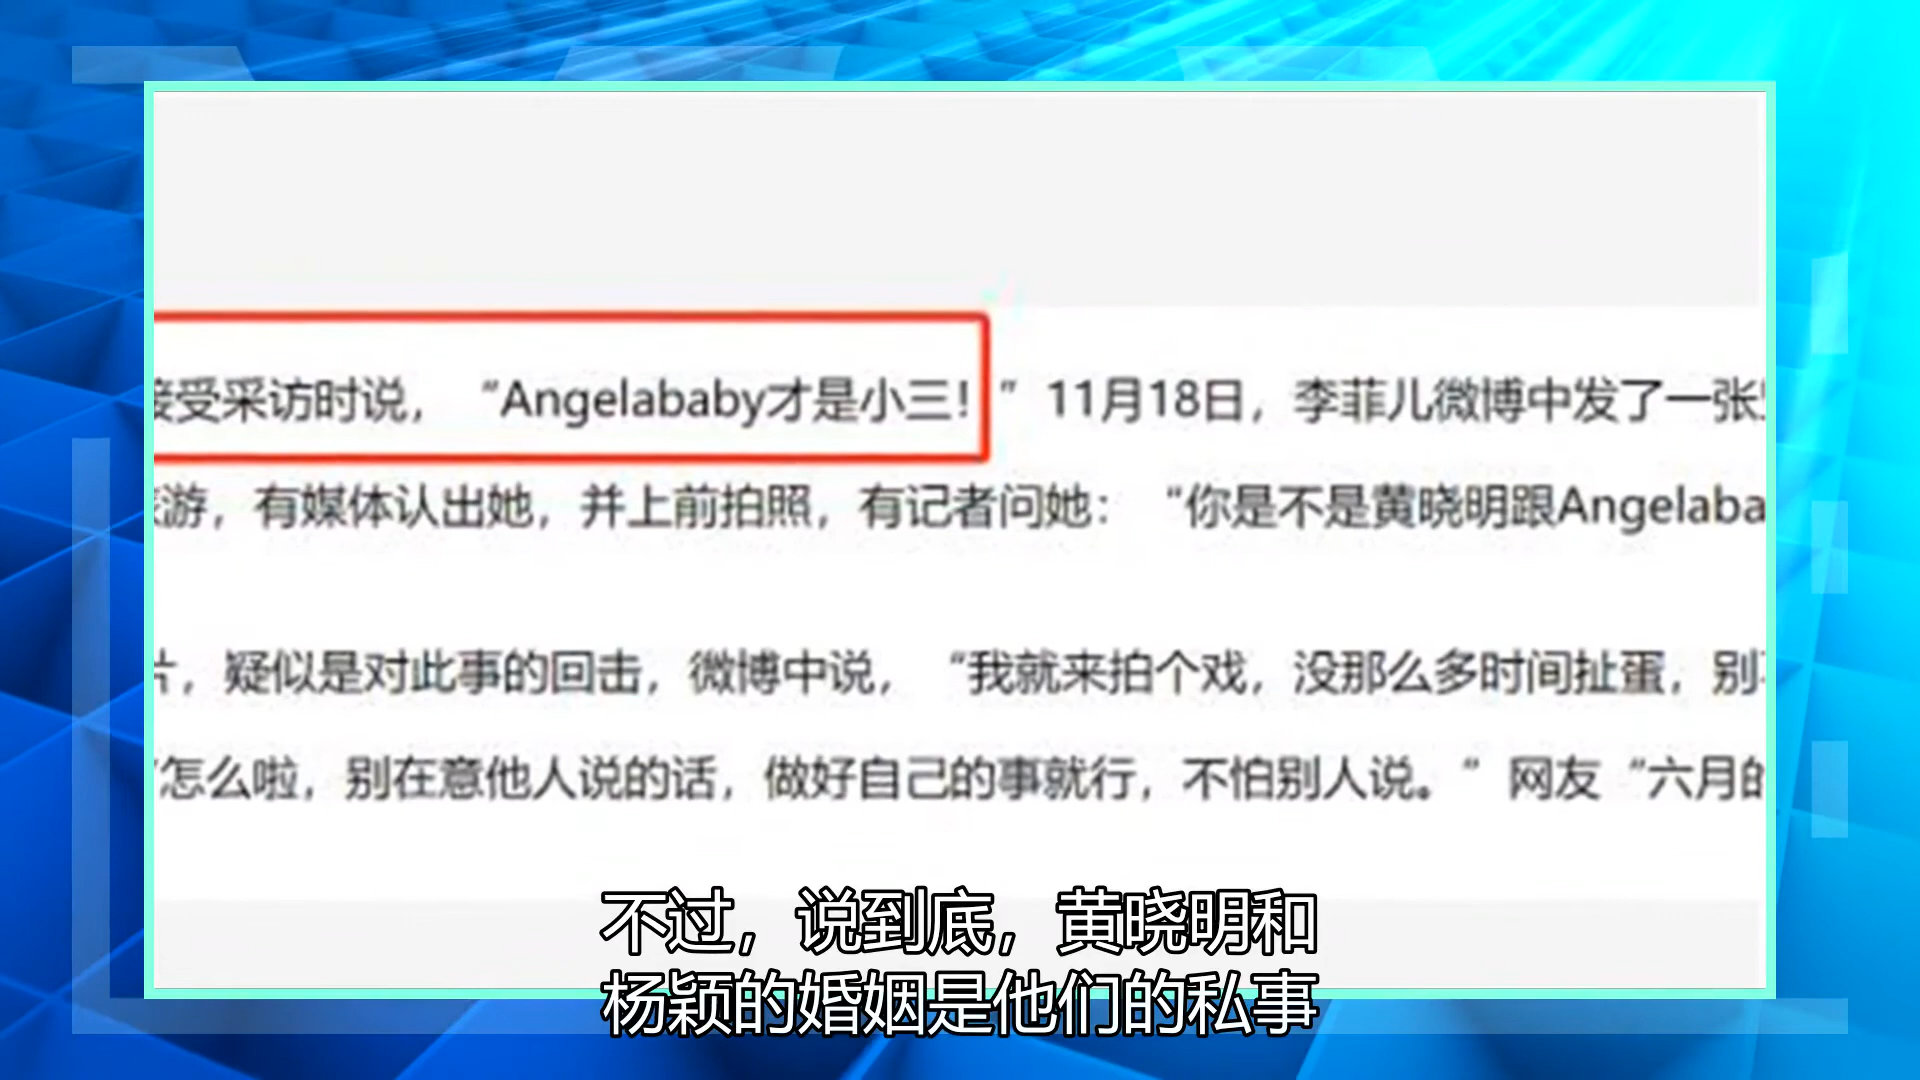 接受采访时说，“Angelababy才是小三！”11月18日，李菲儿微博中发了一张
游，有媒体认出她，并上前拍照，有记者问她：“你是不是黄晓明跟Angelaba
片，疑似是对此事的回击，微博中说，“我就来拍个戏，没那么多时间扯蛋，别
怎么啦，别在意他人说的话，做好自己的事就行，不怕别人说。”网友“六月的
不过，说到底，黄晓明和
杨颖的婚姻是他们的私事